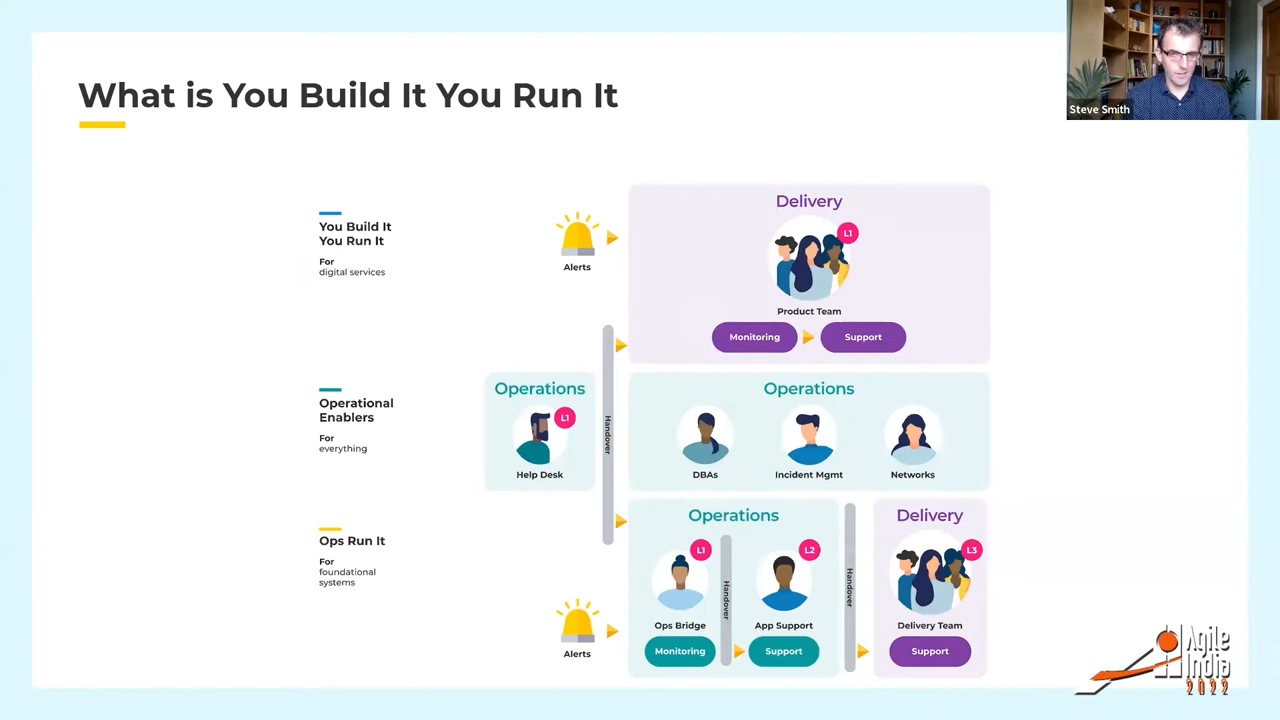 What is You Build It You Run It
Steve Smith
You Build It
You Run It
For
digital services
Alerts
Delivery
L1
Product Team
Monitoring
Support
Operational
Enablers
For
everything
Operations
L1
Help Desk
Handover
Operations
DBAs
Incident Mgmt
Networks
Ops Run It
For
foundational
systems
Alerts
Operations
L1
Ops Bridge
Monitoring
Handover
L2
App Support
Support
Handover
Delivery
L3
Delivery Team
Support
Agile
India
2022